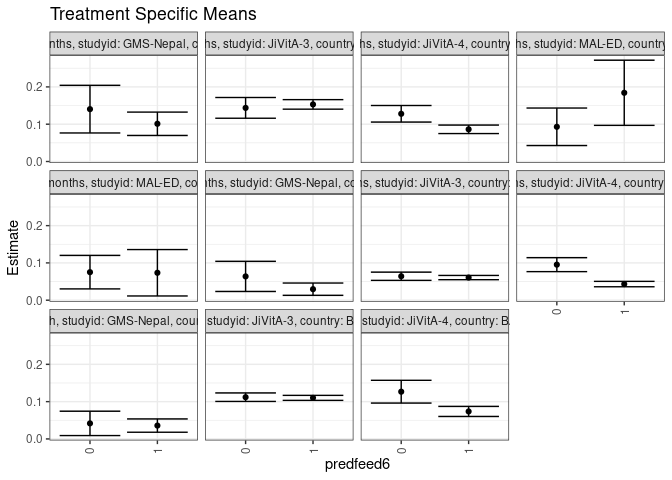 Treatment Specific Means
nths, studyid: GMS-Nepal, c
hs, studyid: JiVitA-3, country
hs, studyid: JiVitA-4, country
hs, studyid: MAL-ED, country
0.2
0.1
0.0
months, studyid: MAL-ED, co
nths, studyid: GMS-Nepal, co
ths, studyid: JiVitA-3, country:
ns, studyid: JiVitA-4, country
0.2
0.1
0.0
0
1
h, studyid: GMS-Nepal, cou
studyid: JiVitA-3, country: B
studyid: JiVitA-4, country: B
0.2
0.1
0.0
0
1
0
1
0
1
Estimate
predfeed6